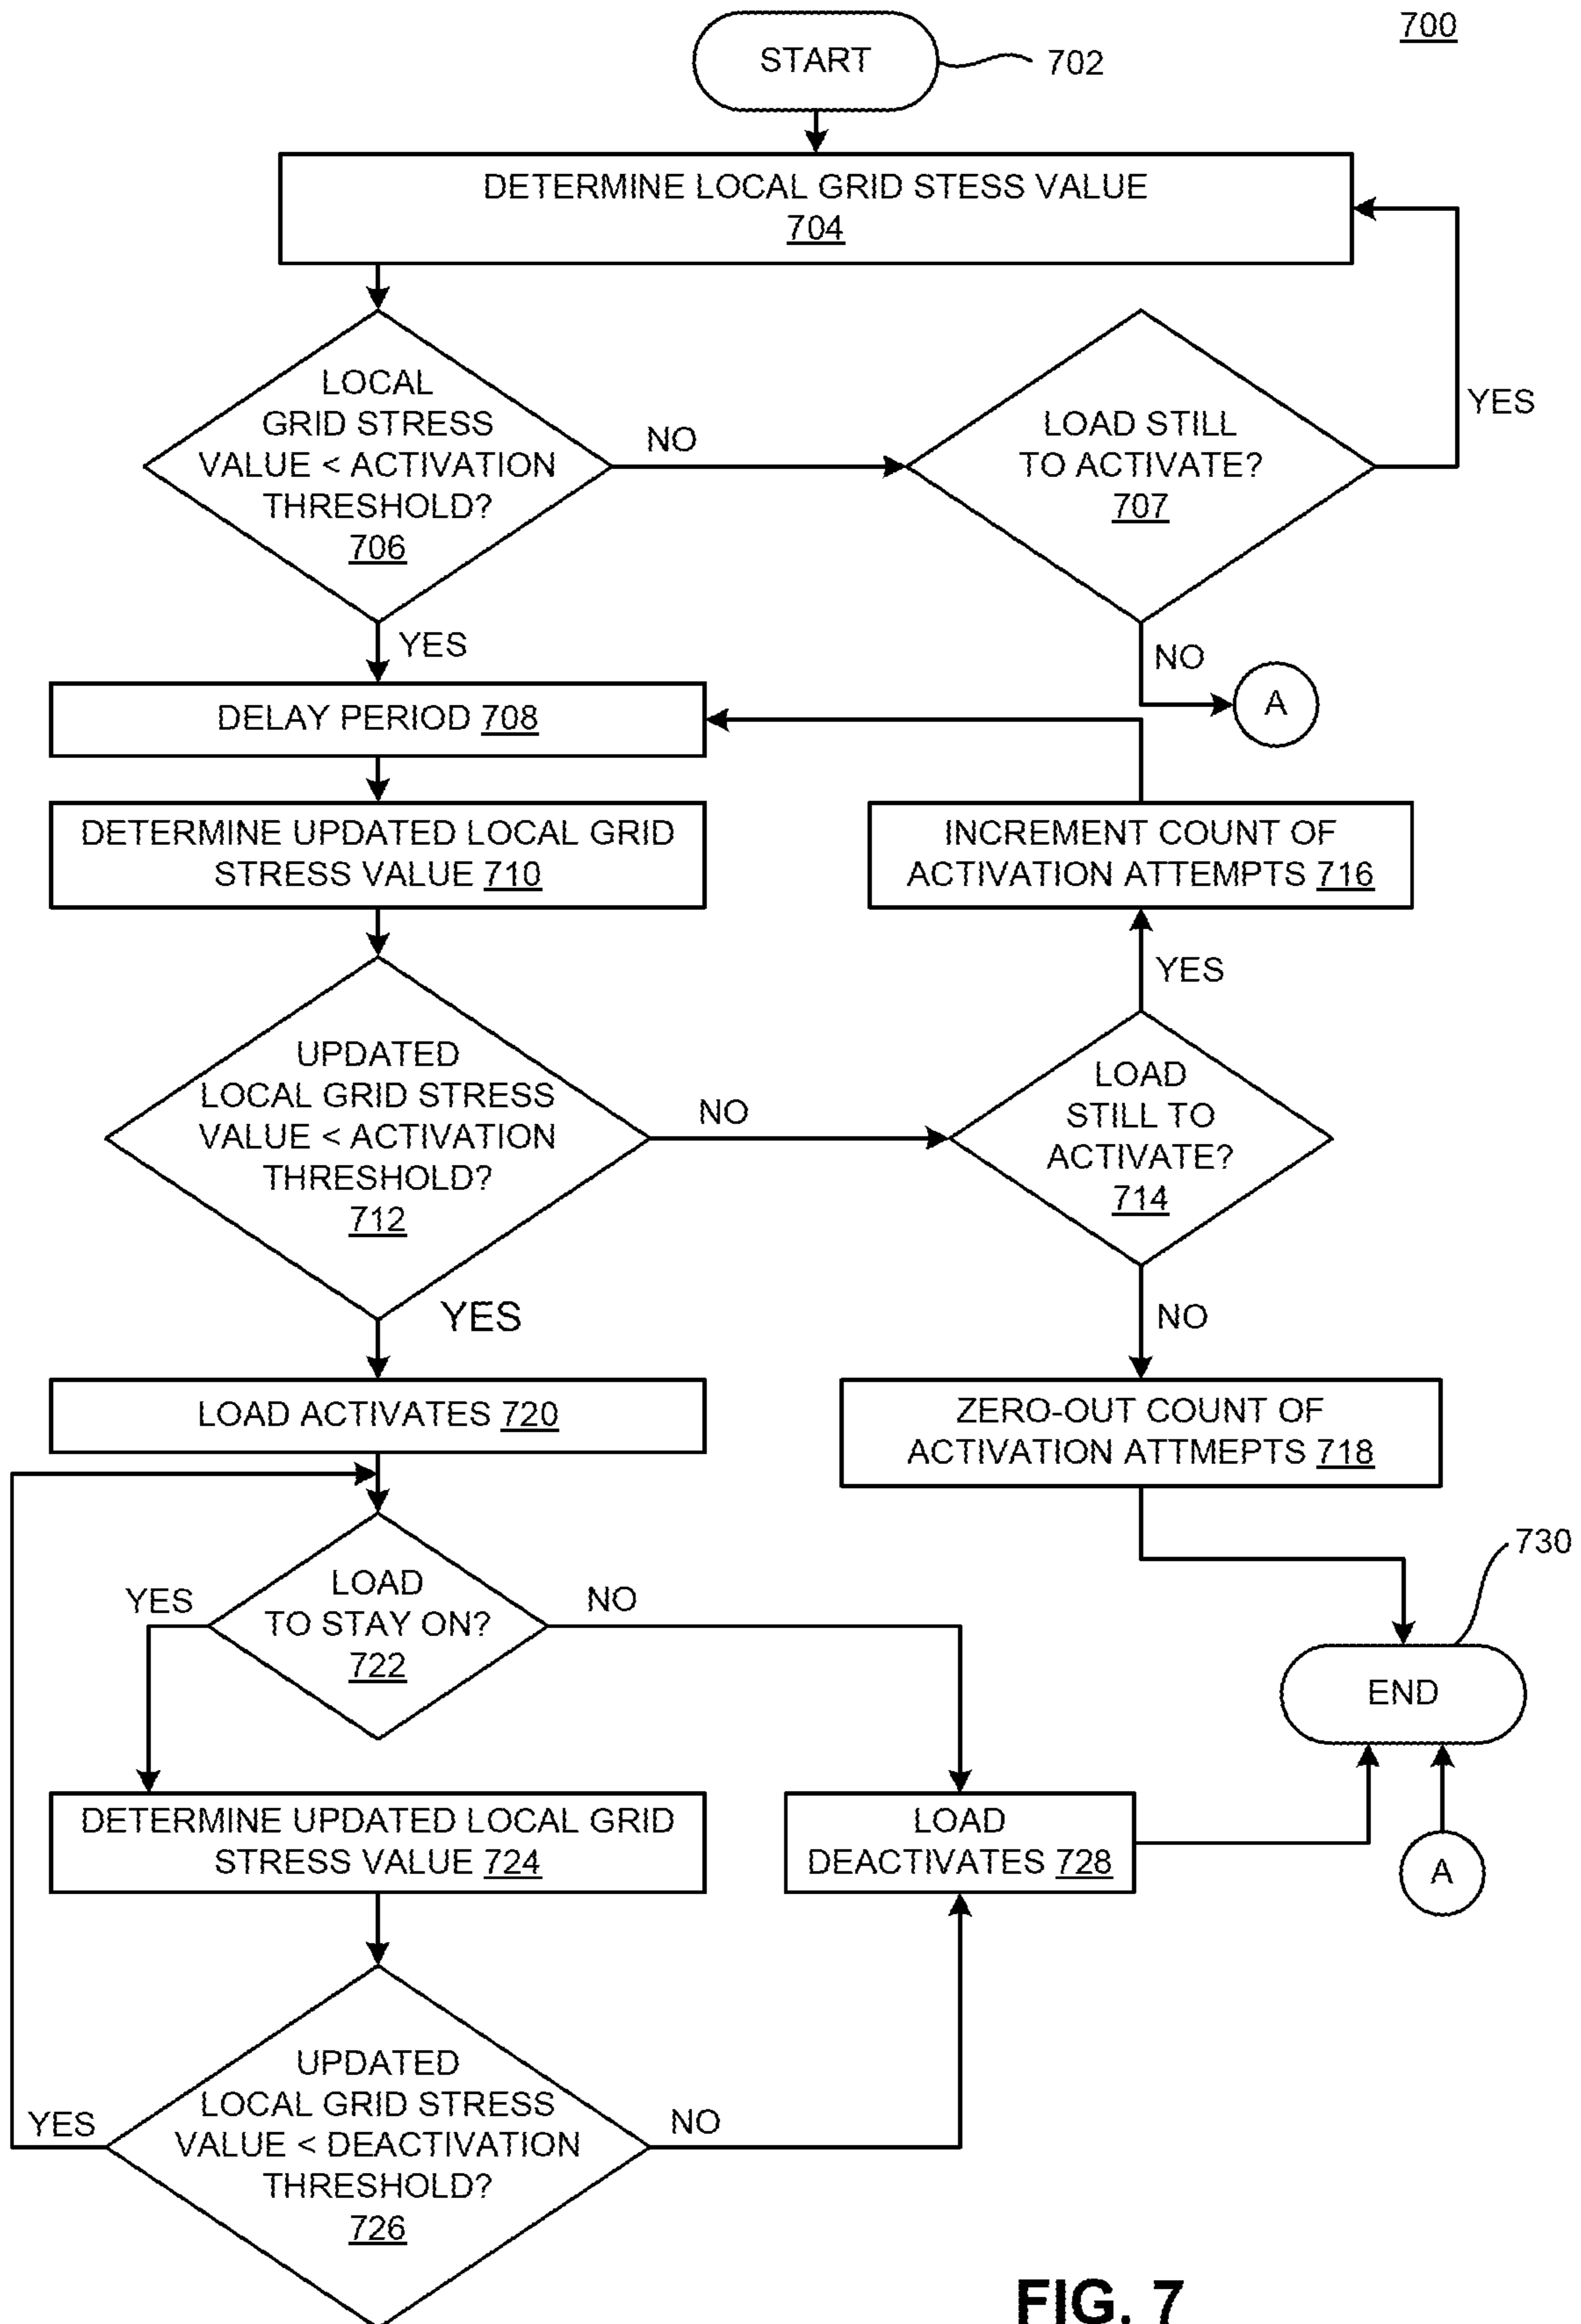 700
START
702
DETERMINE LOCAL GRID STESS VALUE
704
LOCAL
GRID STRESS
VALUE < ACTIVATION
THRESHOLD?
706
NO
LOAD STILL
TO ACTIVATE?
707
YES
YES
NO
A
DELAY PERIOD 708
DETERMINE UPDATED LOCAL GRID
STRESS VALUE 710
INCREMENT COUNT OF
ACTIVATION ATTEMPTS 716
YES
UPDATED
LOCAL GRID STRESS
VALUE < ACTIVATION
THRESHOLD?
712
NO
LOAD
STILL TO
ACTIVATE?
714
YES
NO
LOAD ACTIVATES 720
ZERO-OUT COUNT OF
ACTIVATION ATTMEPTS 718
730
YES
LOAD
TO STAY ON?
722
NO
END
DETERMINE UPDATED LOCAL GRID
STRESS VALUE 724
LOAD
DEACTIVATES 728
A
UPDATED
LOCAL GRID STRESS
VALUE < DEACTIVATION
THRESHOLD?
726
YES
NO
FIG. 7